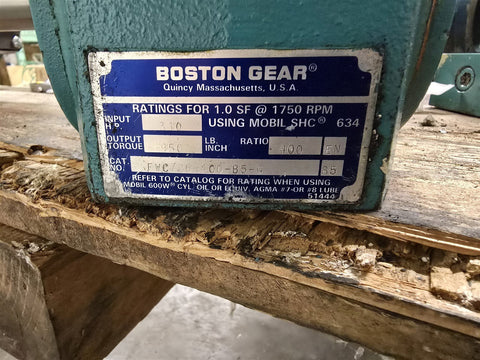 BOSTON GEAR®
Quincy Massachusetts, U.S.A.
RATINGS FOR 1.0 SF @ 1750 RPM
INPUT H.P. USING MOBIL SHC® 634
OUTPUT TORQUE LB. INCH RATIO 400
CAT. NO.
REFER TO CATALOG FOR RATING WHEN USING
MOBIL 600W® CYL. OIL OR EQUIV. AGMA #7 OR #8 LUBE
51444